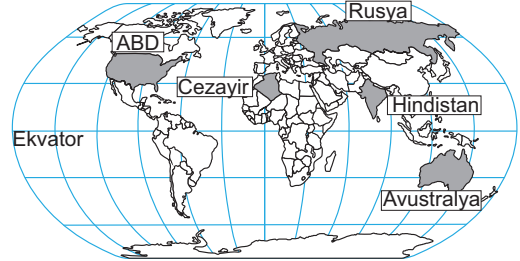 Rusya
ABD
Cezayir
Hindistan
Ekvator
Avustralya